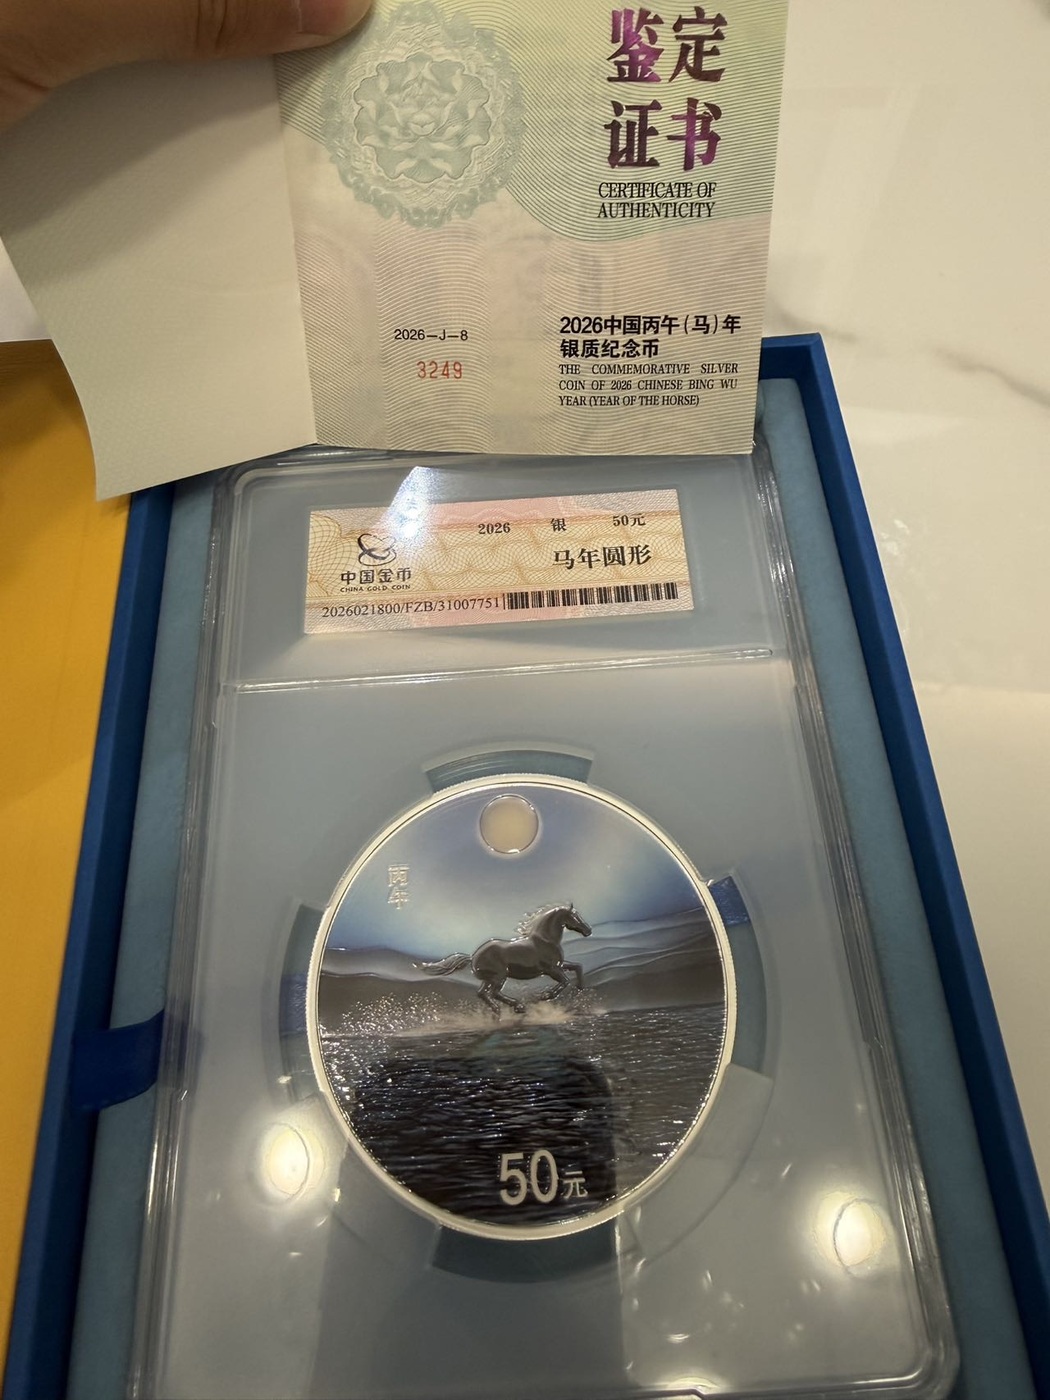 鉴定
证书
CERTIFICATE OF
AUTHENTICITY
2026-J-8
3249
2026中国丙午(马)年
银质纪念币
THE COMMEMORATIVE SILVER
COIN OF 2026 CHINESE BING WU
YEAR (YEAR OF THE HORSE)
2026 银 50元
马年圆形
中国金币
CHINA GOLD COIN
2026021800/FZB/31007751
丙午
50元